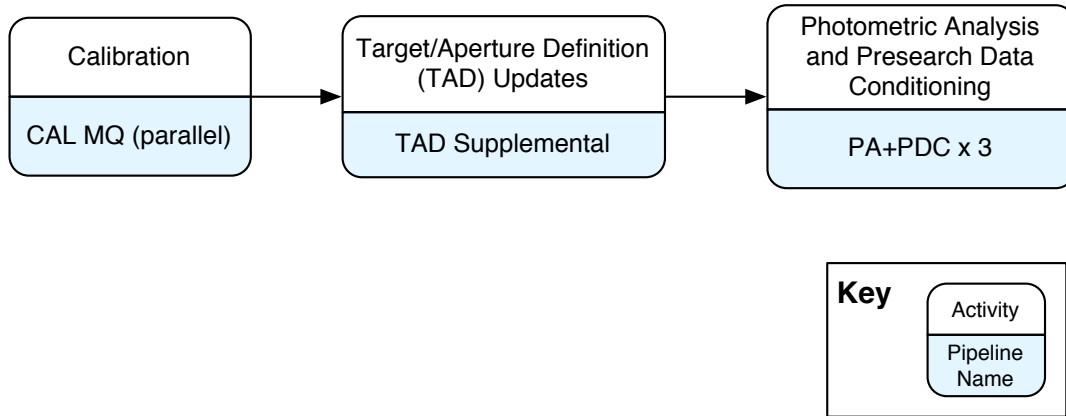 Calibration
CAL MQ (parallel)
Target/Aperture Definition
(TAD) Updates
TAD Supplemental
Photometric Analysis
and Presearch Data
Conditioning
PA+PDC x 3
Key
Activity
Pipeline
Name